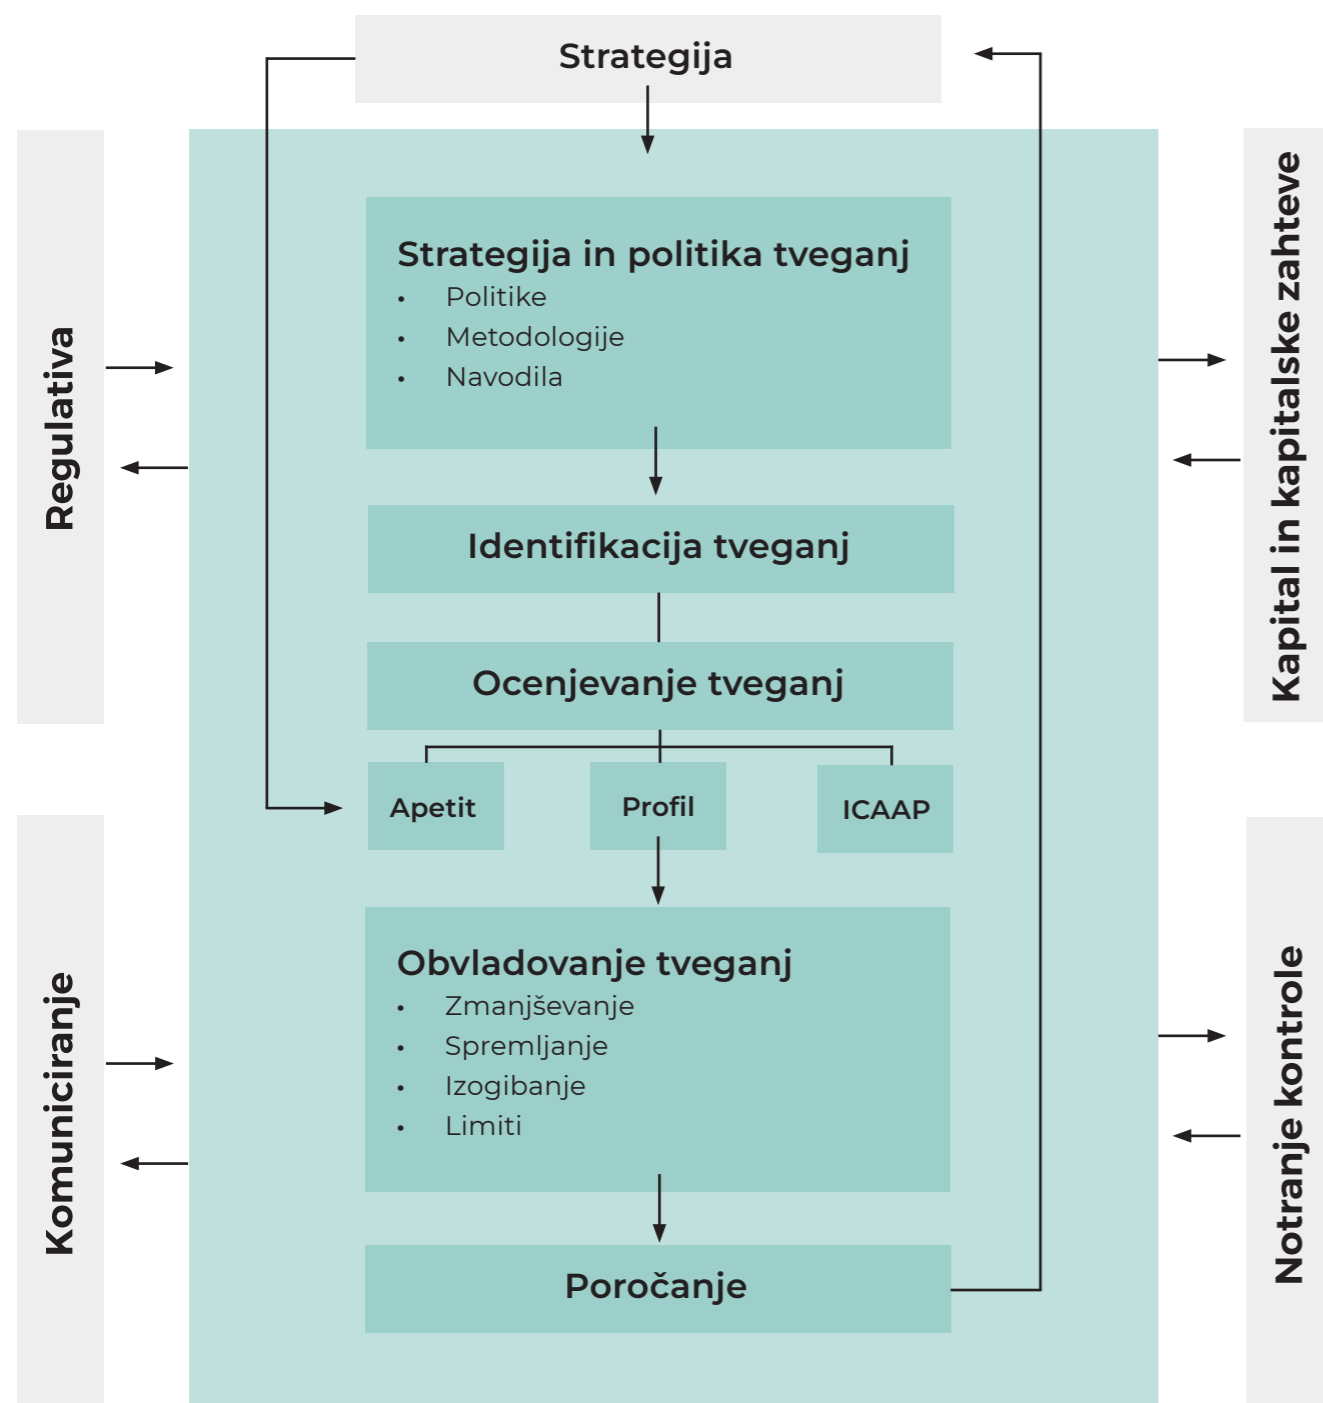 Strategija
Regulativa
Kapital in kapitalske zahteve
Strategija in politika tveganj
• Politike
• Metodologije
• Navodila
Identifikacija tveganj
Ocenjevanje tveganj
Apetit
Profil
ICAAP
Komuniciranje
Notranje kontrole
Obvladovanje tveganj
• Zmanjševanje
• Spremljanje
• Izogibanje
• Limiti
Poročanje